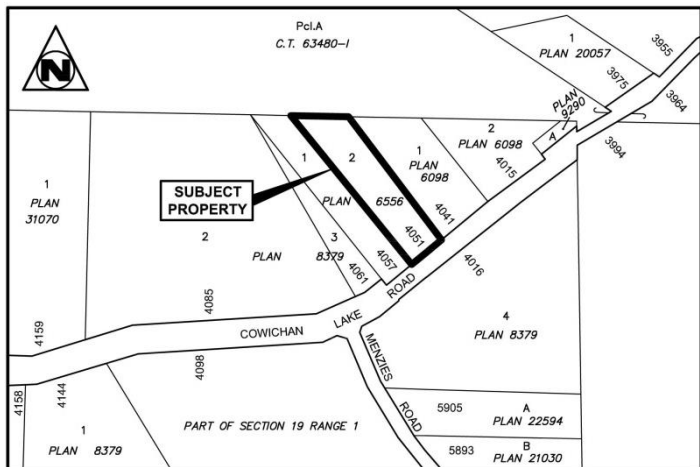 Pcl.A
C.T. 63480-I
N
1
PLAN 20057
3955
3975
3964
PLAN
9290
A
3994
2
PLAN 6098
4015
1
PLAN
6098
4041
1
2
PLAN 6556
4051
4057
SUBJECT
PROPERTY
1
PLAN
31070
2
PLAN 8379
3
4061
4085
4159
4016
COWICHAN LAKE ROAD
4
PLAN 8379
4098
MENZIES
ROAD
4158
4144
1
PLAN 8379
PART OF SECTION 19 RANGE 1
5905
A
PLAN 22594
5893
B
PLAN 21030